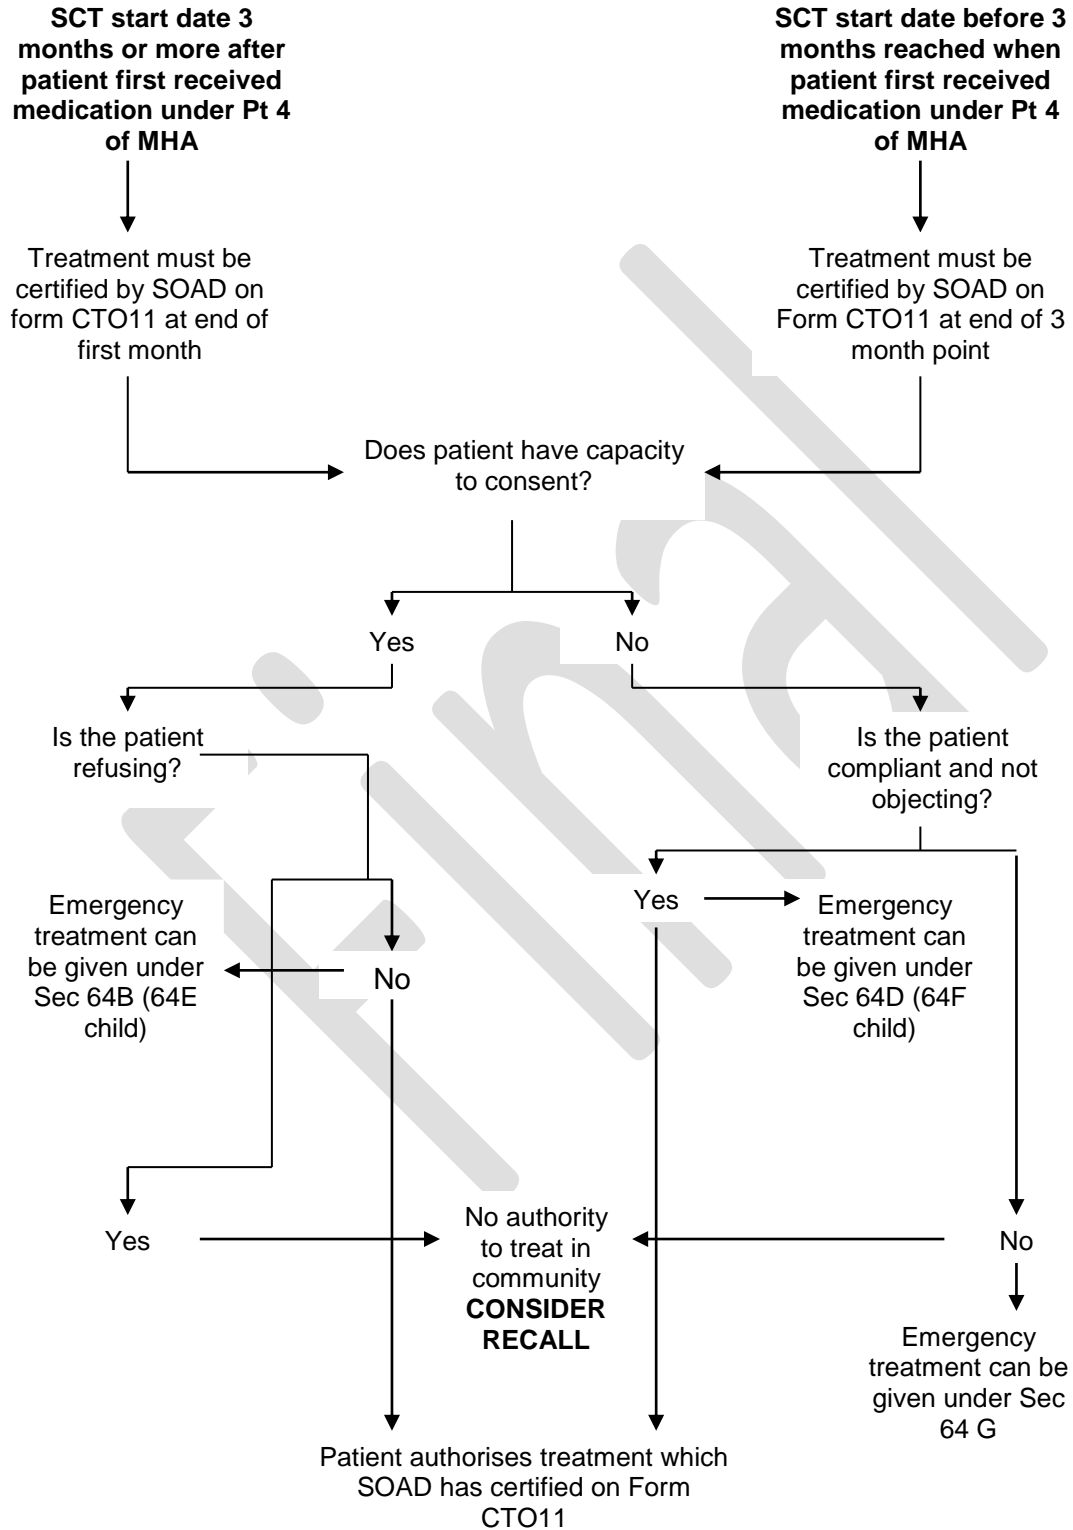 SCT start date 3
months or more after
patient first received
medication under Pt 4
of MHA
SCT start date before 3
months reached when
patient first received
medication under Pt 4
of MHA
Treatment must be
certified by SOAD on
form CTO11 at end of
first month
Treatment must be
certified by SOAD on
Form CTO11 at end of 3
month point
Does patient have capacity
to consent?
Yes
No
Is the patient
refusing?
Is the patient
compliant and not
objecting?
Emergency
treatment can
be given under
Sec 64B (64E
child)
No
Yes
Emergency
treatment can
be given under
Sec 64D (64F
child)
Yes
No authority
to treat in
community
CONSIDER
RECALL
No
Emergency
treatment can be
given under Sec
64 G
Patient authorises treatment which
SOAD has certified on Form
CTO11
final